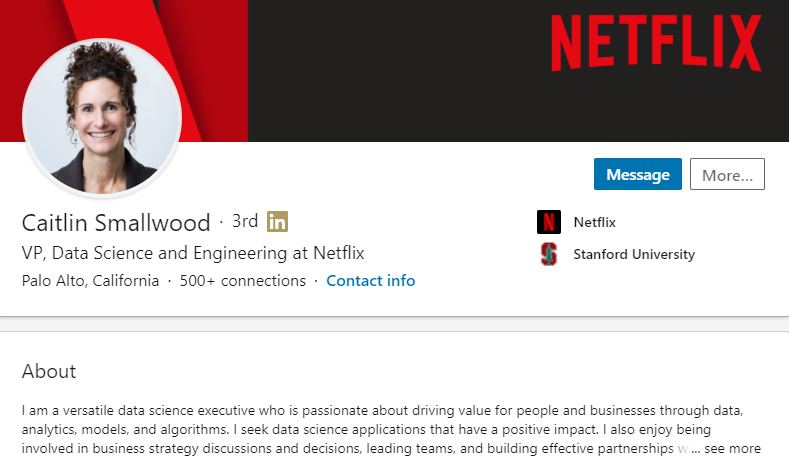 NETFLIX
Message
More...
Caitlin Smallwood · 3rd in
Netflix
VP, Data Science and Engineering at Netflix
Stanford University
Palo Alto, California · 500+ connections · Contact info
About
I am a versatile data science executive who is passionate about driving value for people and businesses through data,
analytics, models, and algorithms. I seek data science applications that have a positive impact. I also enjoy being
involved in business strategy discussions and decisions, leading teams, and building effective partnerships w... see more